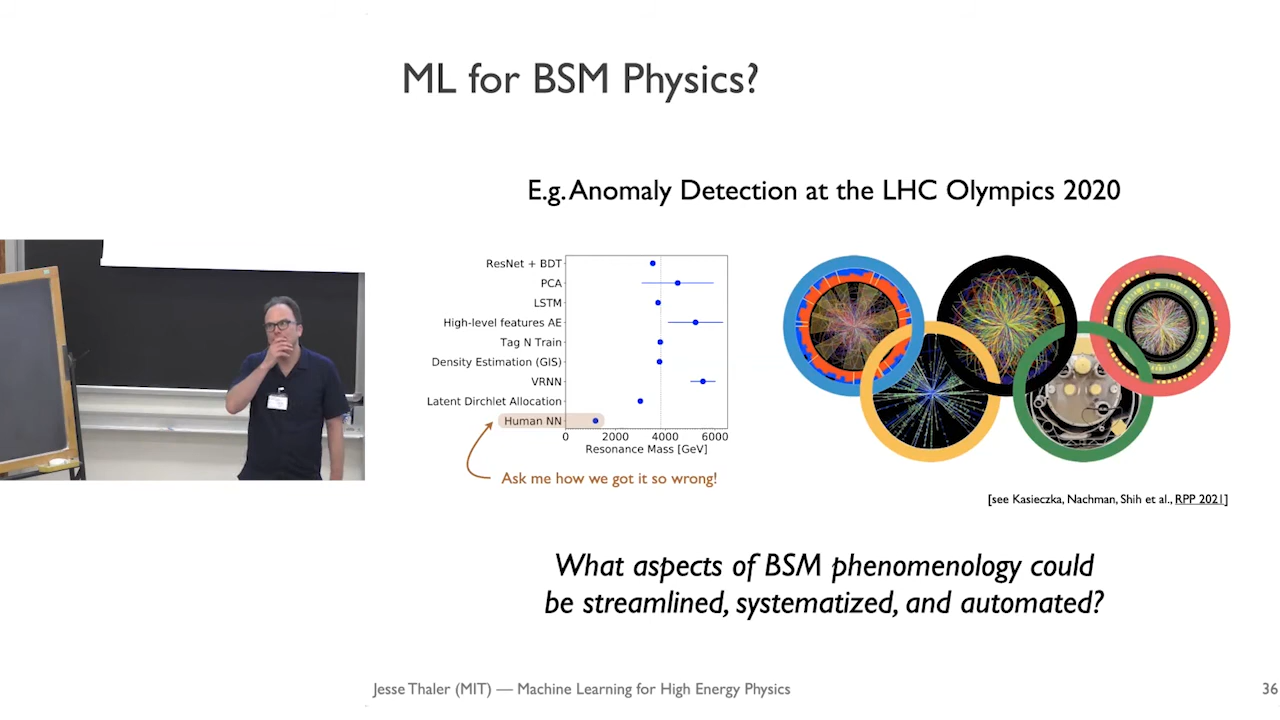 ML for BSM Physics?
E.g. Anomaly Detection at the LHC Olympics 2020
ResNet + BDT
PCA
LSTM
High-level features AE
Tag N Train
Density Estimation (GIS)
VRNN
Latent Dirchlet Allocation
Human NN
0 2000 4000 6000
Resonance Mass [GeV]
Ask me how we got it so wrong!
[see Kasieczka, Nachman, Shih et al., RPP 2021]
What aspects of BSM phenomenology could
be streamlined, systematized, and automated?
Jesse Thaler (MIT) — Machine Learning for High Energy Physics
36